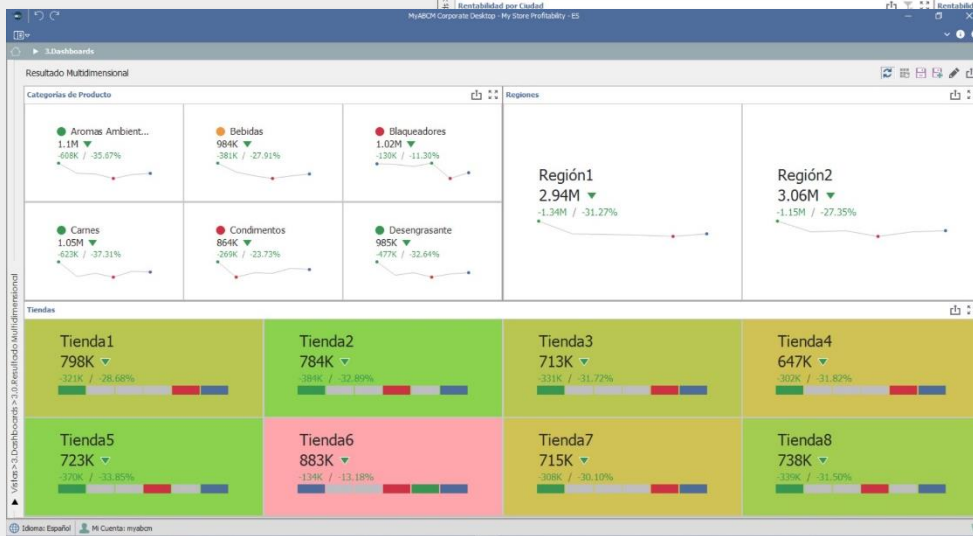 Rentabilidad por Ciudad
Rentabilid
MyABCM Corporate Desktop - My Store Profitability - ES
3.Dashboards
Resultado Multidimensional
Categorías de Producto
Regiones
Aromas Ambient...
1.1M
-608K / -35.67%
Bebidas
984K
-381K / -27.91%
Blaqueadores
1.02M
-130K / -11.30%
Carnes
1.05M
-623K / -37.31%
Condimentos
864K
-269K / -23.73%
Desengrasante
985K
-477K / -32.64%
Región1
2.94M
-1.34M / -31.27%
Región2
3.06M
-1.15M / -27.35%
Tiendas
Tienda1
798K
-321K / -28.68%
Tienda2
784K
-384K / -32.89%
Tienda3
713K
-331K / -31.72%
Tienda4
647K
-302K / -31.82%
Tienda5
723K
-370K / -33.85%
Tienda6
883K
-134K / -13.18%
Tienda7
715K
-308K / -30.10%
Tienda8
738K
-339K / -31.50%
Vistas > 3.Dashboards > 3.0.Resultado Multidimensional
Idioma: Español
Mi Cuenta: myabcm